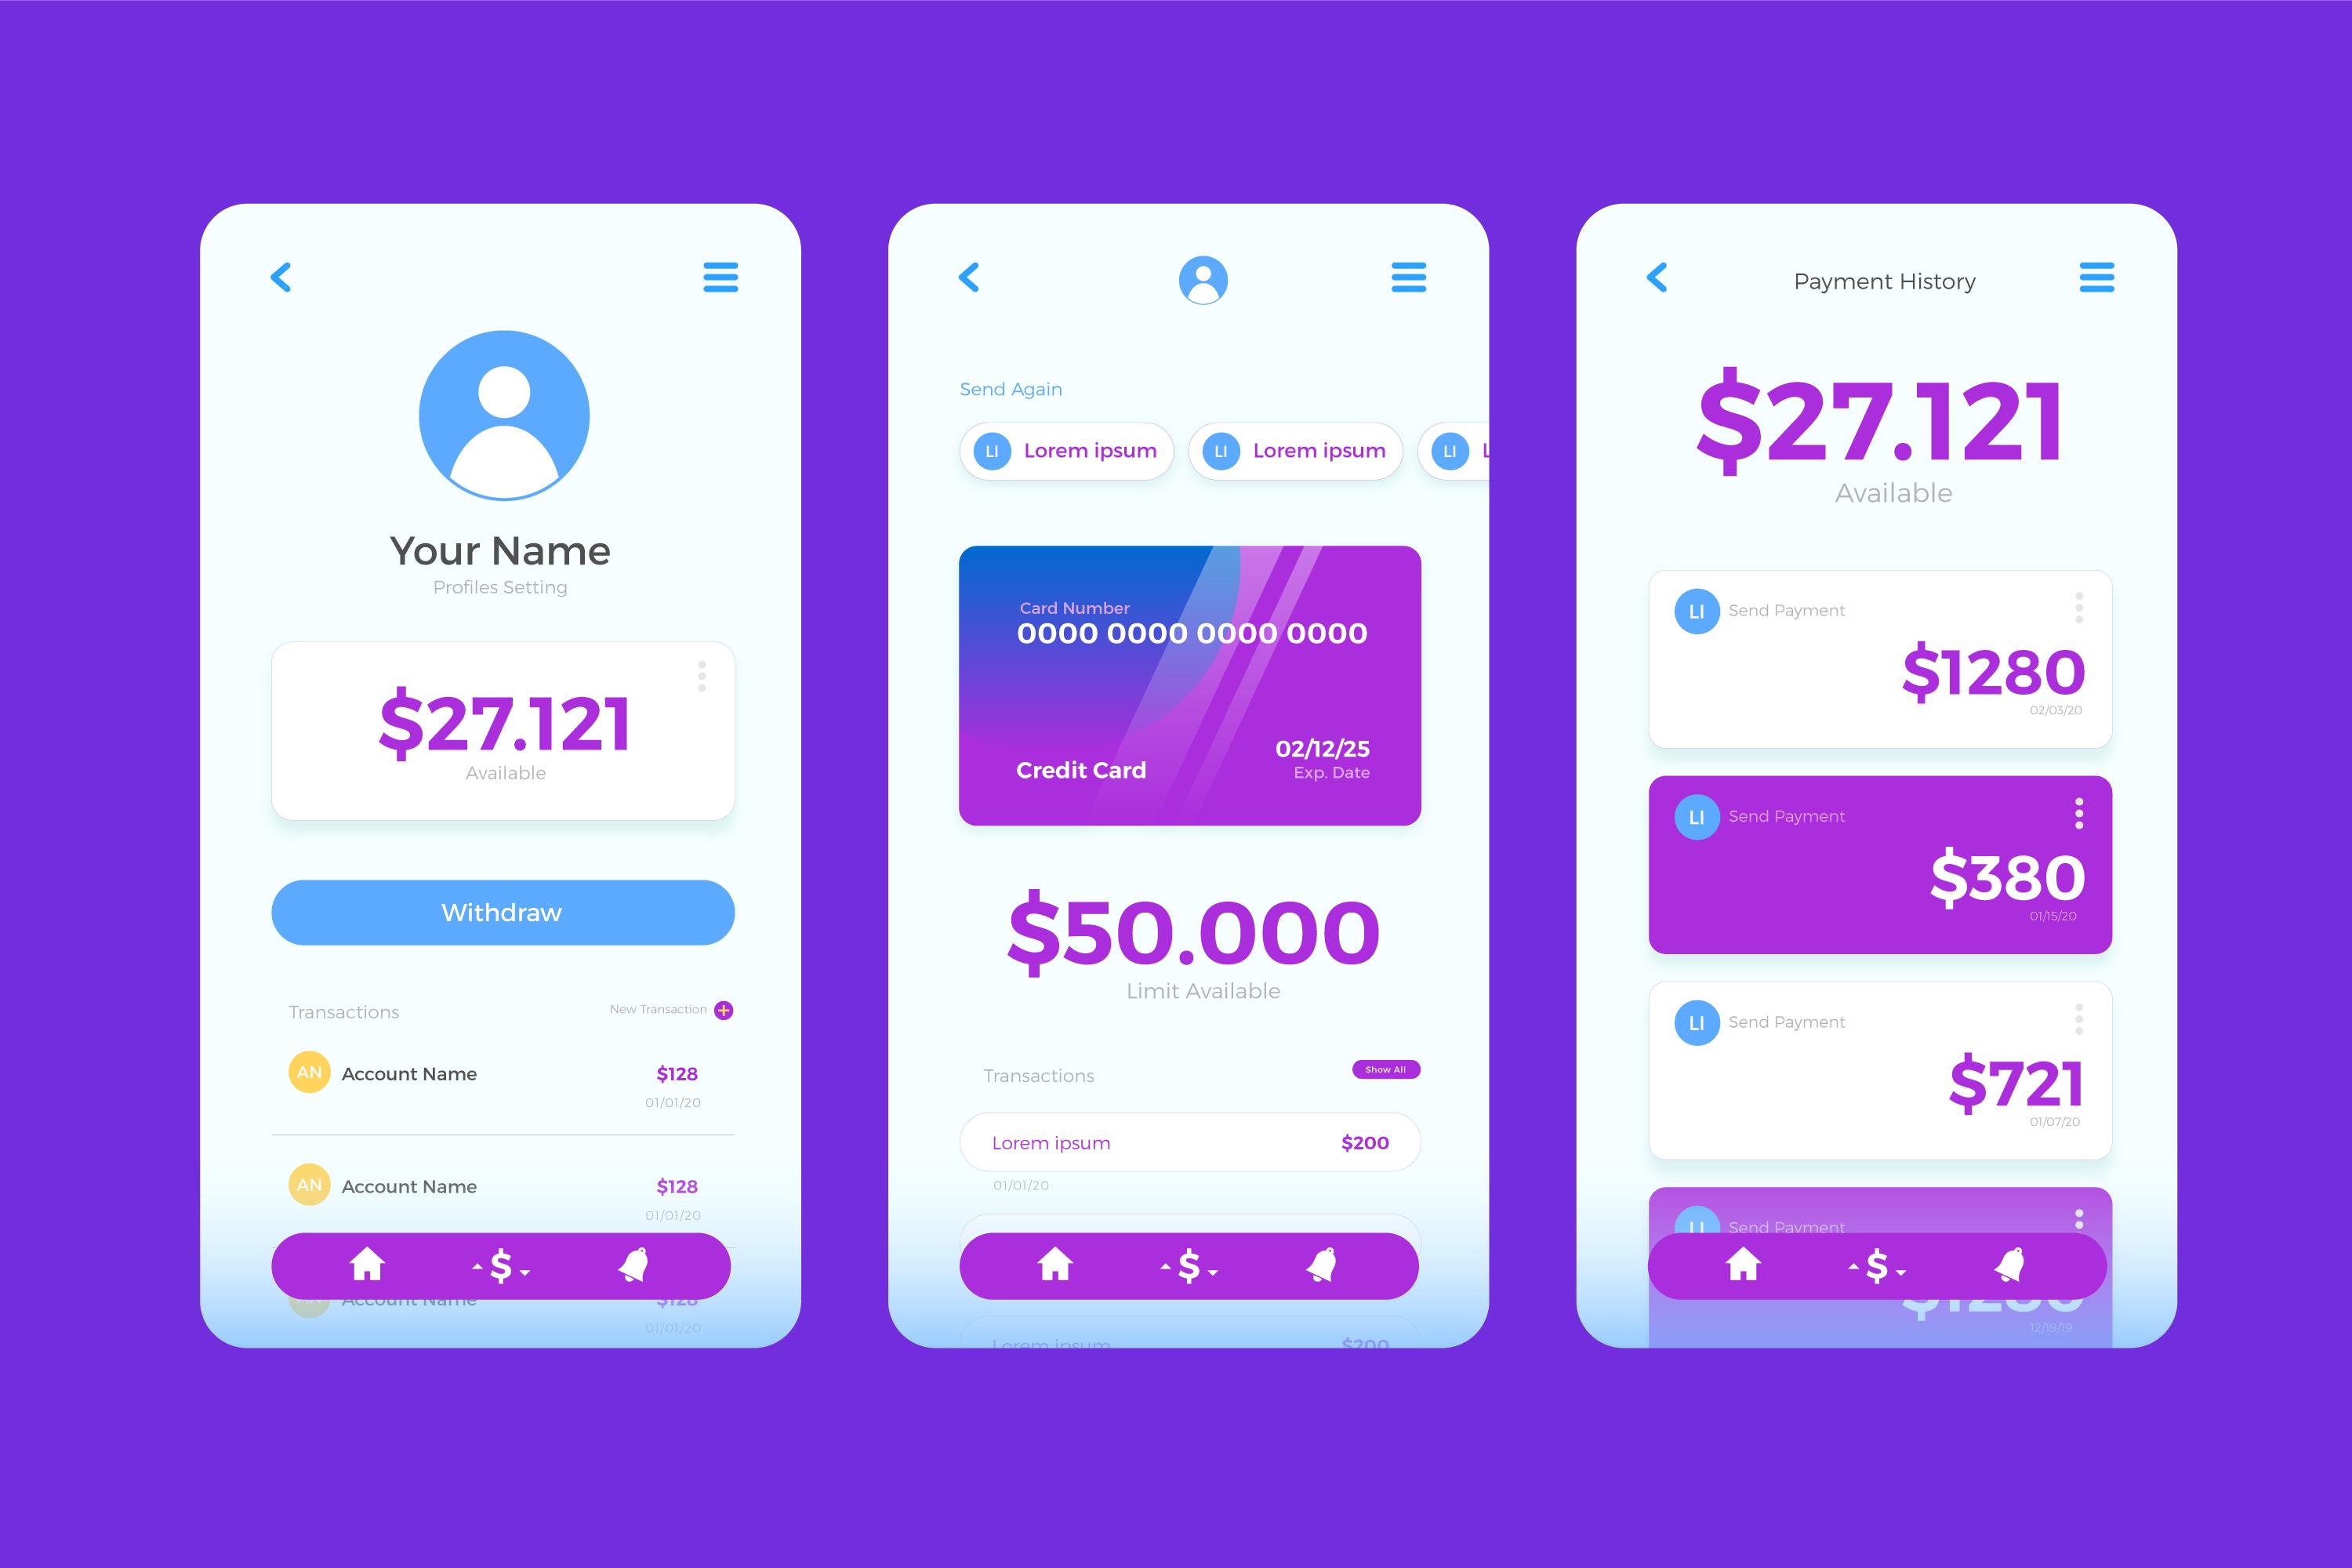 Your Name
Profiles Setting
$27.121
Available
Withdraw
Transactions
New Transaction
AN Account Name $128
01/01/20
AN Account Name $128
01/01/20
AN Account Name $128
01/01/20
Send Again
LI Lorem ipsum
LI Lorem ipsum
LI L
Card Number
0000 0000 0000 0000
Credit Card
02/12/25
Exp. Date
$50.000
Limit Available
Transactions
Show All
Lorem ipsum $200
01/01/20
$
Lorem ipsum $200
Payment History
$27.121
Available
LI Send Payment
$1280
02/03/20
LI Send Payment
$380
01/15/20
LI Send Payment
$721
01/07/20
LI Send Payment
$
$1280
12/19/19